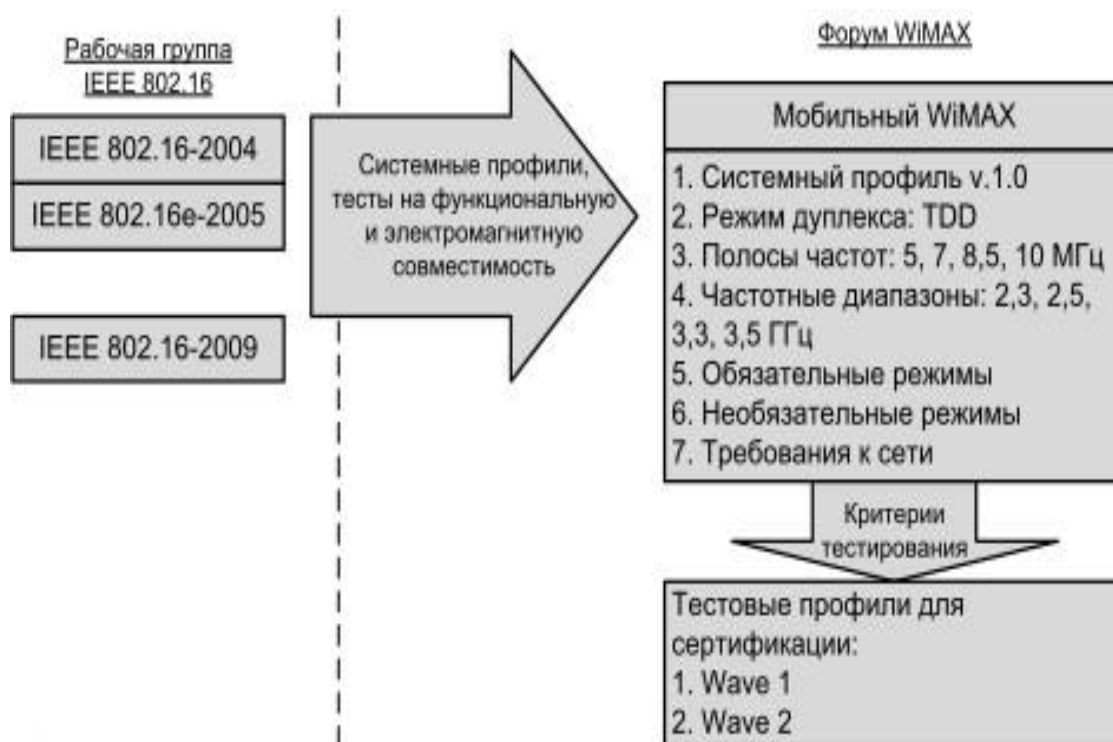 Рабочая группа
IEEE 802.16
IEEE 802.16-2004
IEEE 802.16e-2005
IEEE 802.16-2009
Системные профили,
тесты на функциональную
и электромагнитную
совместимость
Форум WiMAX
Мобильный WiMAX
1. Системный профиль v.1.0
2. Режим дуплекса: TDD
3. Полосы частот: 5, 7, 8,5, 10 МГц
4. Частотные диапазоны: 2,3, 2,5,
3,3, 3,5 ГГц
5. Обязательные режимы
6. Необязательные режимы
7. Требования к сети
Критерии
тестирования
Тестовые профили для
сертификации:
1. Wave 1
2. Wave 2